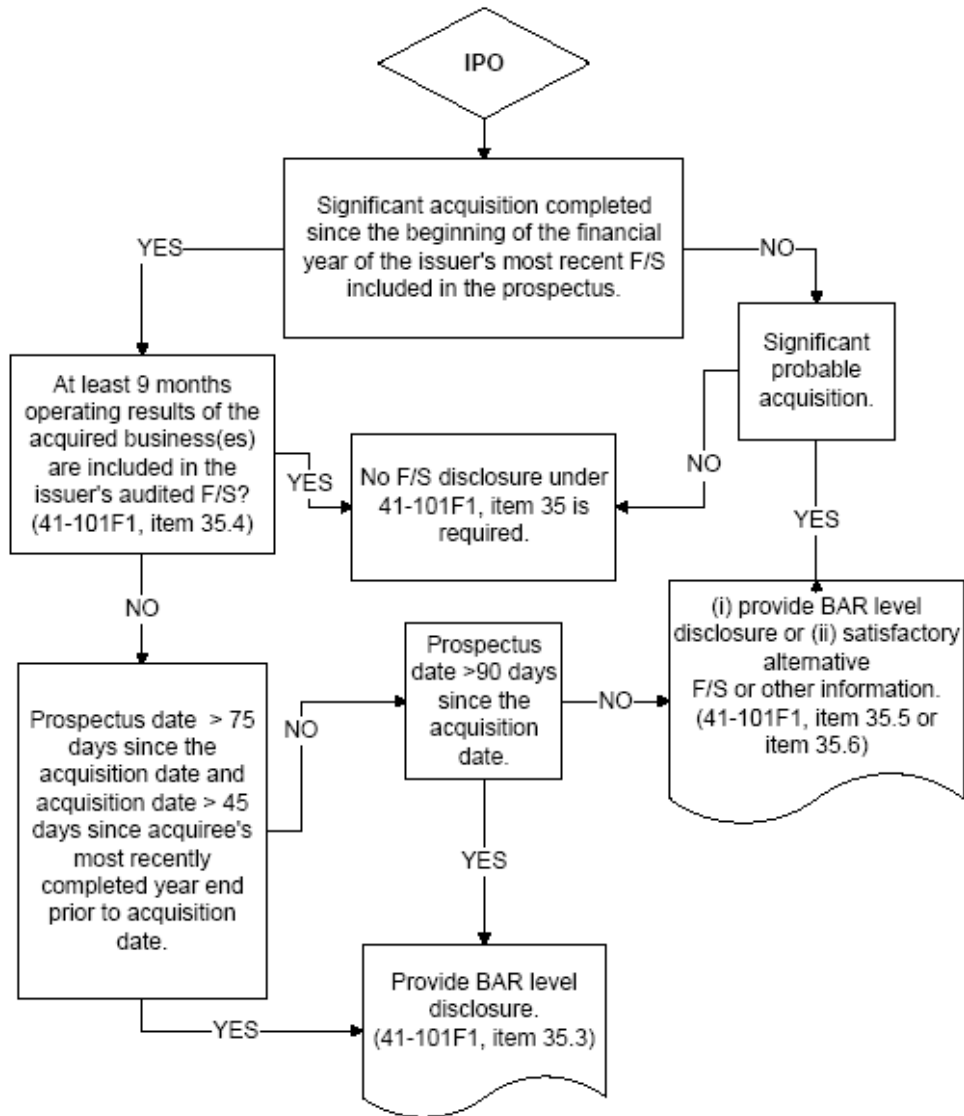 IPO
Significant acquisition completed
since the beginning of the financial
year of the issuer's most recent F/S
included in the prospectus.
YES
NO
At least 9 months
operating results of the
acquired business(es)
are included in the
issuer's audited F/S?
(41-101F1, item 35.4)
Significant
probable
acquisition.
YES
No F/S disclosure under
41-101F1, item 35 is
required.
NO
YES
NO
Prospectus date > 75
days since the
acquisition date and
acquisition date > 45
days since acquiree's
most recently
completed year end
prior to acquisition
date.
NO
Prospectus
date >90 days
since the
acquisition
date.
NO
(i) provide BAR level
disclosure or (ii) satisfactory
alternative
F/S or other information.
(41-101F1, item 35.5 or
item 35.6)
YES
YES
Provide BAR level
disclosure.
(41-101F1, item 35.3)